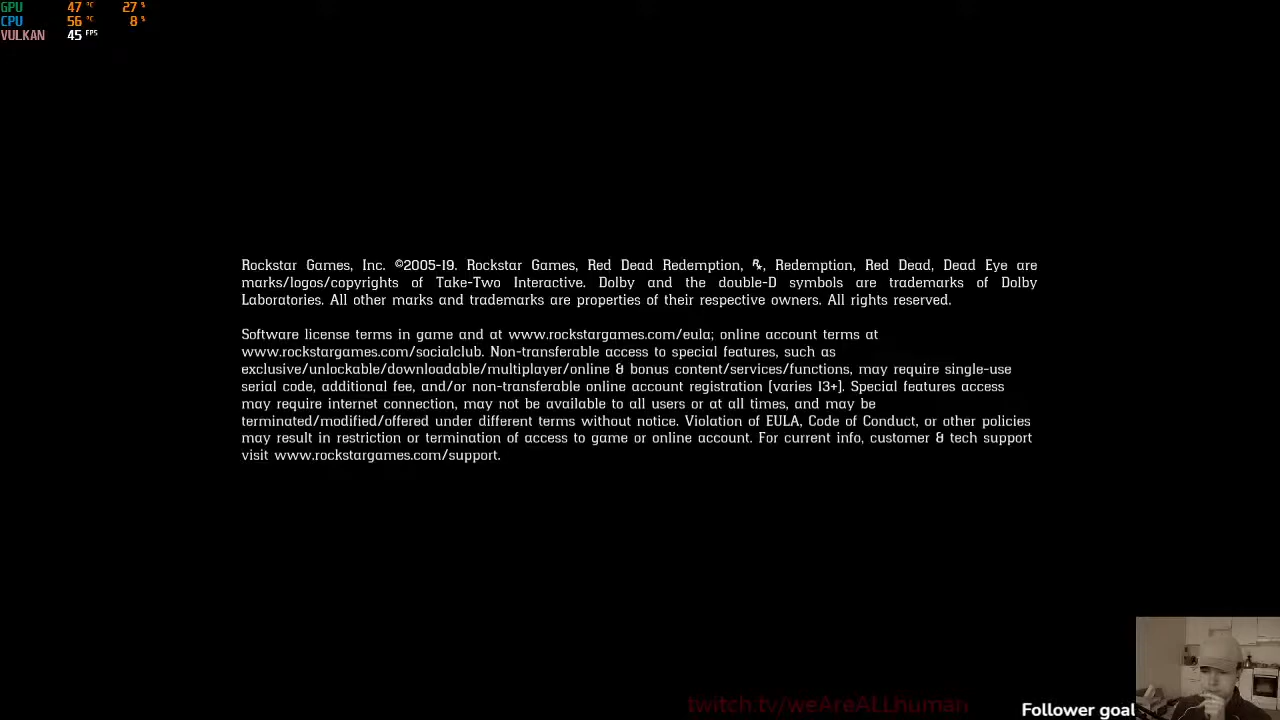 GPU 47 °C 27 %
CPU 56 °C 8 %
VULKAN 45 FPS
Rockstar Games, Inc. ©2005-19. Rockstar Games, Red Dead Redemption, R*, Redemption, Red Dead, Dead Eye are
marks/logos/copyrights of Take-Two Interactive. Dolby and the double-D symbols are trademarks of Dolby
Laboratories. All other marks and trademarks are properties of their respective owners. All rights reserved.
Software license terms in game and at www.rockstargames.com/eula; online account terms at
www.rockstargames.com/socialclub. Non-transferable access to special features, such as
exclusive/unlockable/downloadable/multiplayer/online & bonus content/services/functions, may require single-use
serial code, additional fee, and/or non-transferable online account registration (varies 13+). Special features access
may require internet connection, may not be available to all users or at all times, and may be
terminated/modified/offered under different terms without notice. Violation of EULA, Code of Conduct, or other policies
may result in restriction or termination of access to game or online account. For current info, customer & tech support
visit www.rockstargames.com/support.
twitch.tv/weAreALLhuman
Follower goal